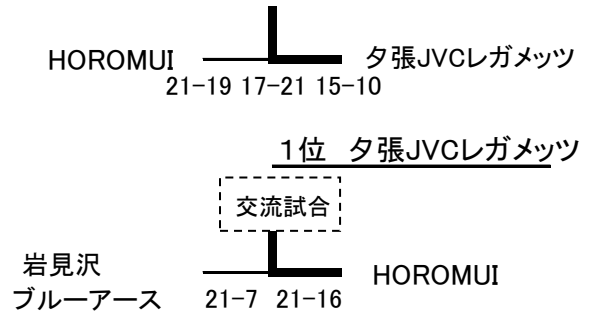 HOROMUI 夕張JVCレガメッツ
21-19 17-21 15-10
1位 夕張JVCレガメッツ
交流試合
岩見沢
ブルーアース
21-7 21-16
HOROMUI